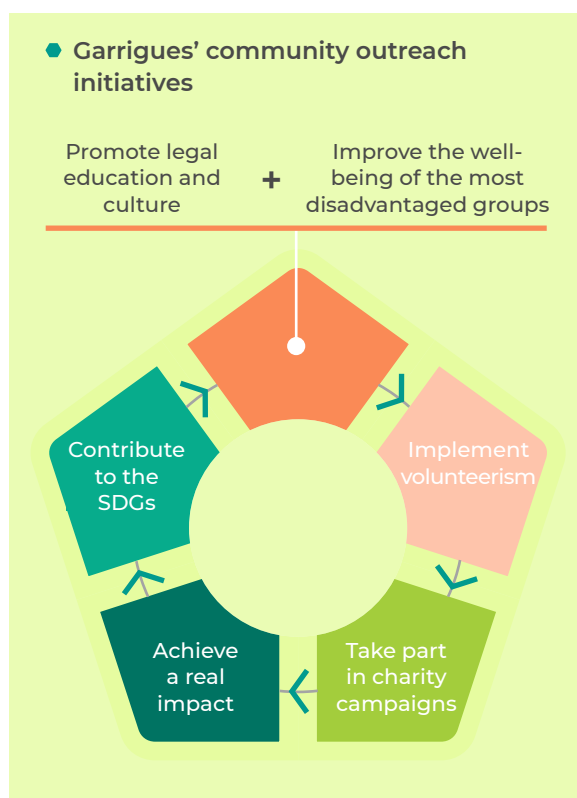 Garrigues’ community outreach
initiatives
Promote legal
education and
culture
+
Improve the well-
being of the most
disadvantaged groups
Implement
volunteerism
Take part
in charity
campaigns
Achieve
a real
impact
Contribute
to the
SDGs